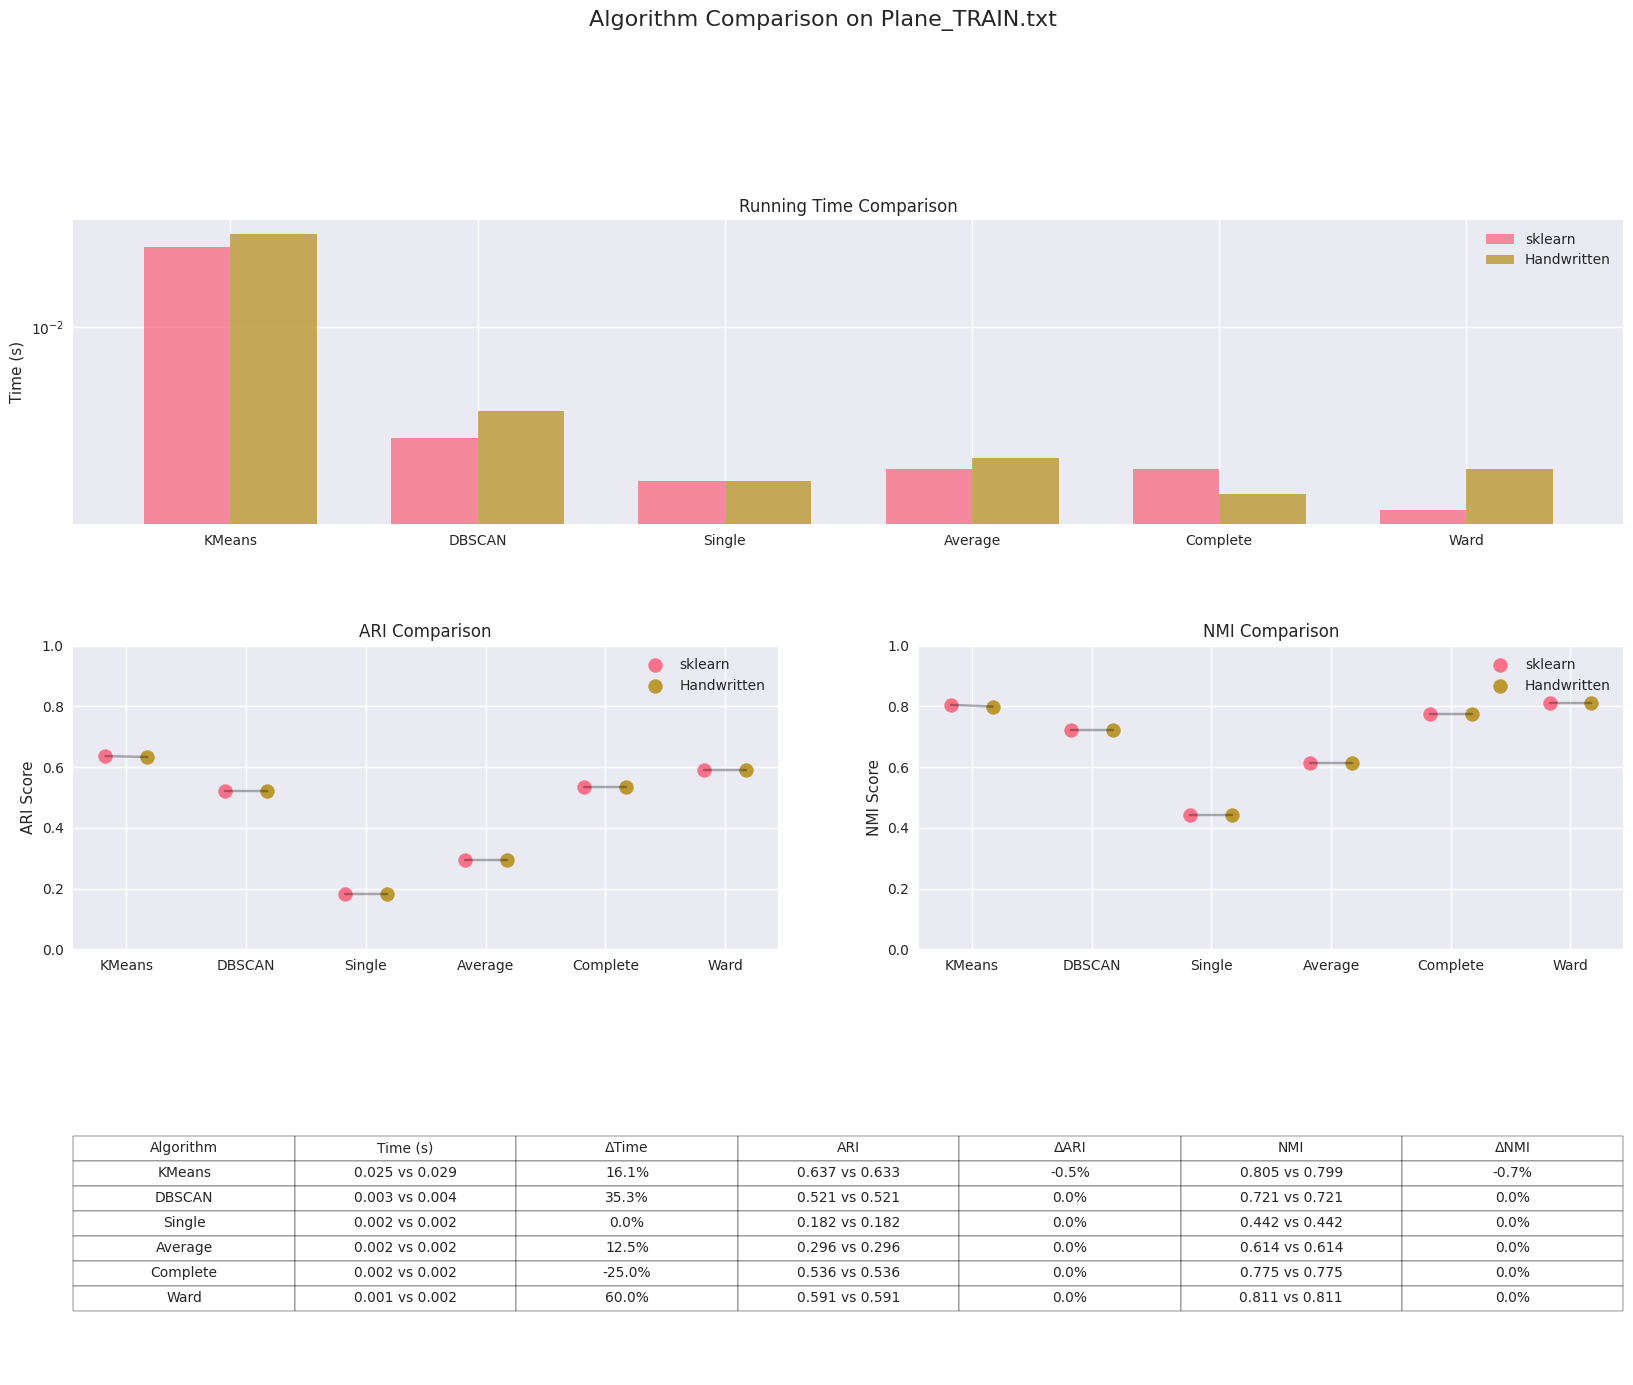 Algorithm Comparison on Plane_TRAIN.txt
Running Time Comparison
sklearn
Handwritten
10⁻²
Time (s)
KMeans DBSCAN Single Average Complete Ward
ARI Comparison
sklearn
Handwritten
1.0
0.8
0.6
0.4
0.2
0.0
ARI Score
KMeans DBSCAN Single Average Complete Ward
NMI Comparison
sklearn
Handwritten
1.0
0.8
0.6
0.4
0.2
0.0
NMI Score
KMeans DBSCAN Single Average Complete Ward
Algorithm Time (s) ΔTime ARI ΔARI NMI ΔNMI
KMeans 0.025 vs 0.029 16.1% 0.637 vs 0.633 -0.5% 0.805 vs 0.799 -0.7%
DBSCAN 0.003 vs 0.004 35.3% 0.521 vs 0.521 0.0% 0.721 vs 0.721 0.0%
Single 0.002 vs 0.002 0.0% 0.182 vs 0.182 0.0% 0.442 vs 0.442 0.0%
Average 0.002 vs 0.002 12.5% 0.296 vs 0.296 0.0% 0.614 vs 0.614 0.0%
Complete 0.002 vs 0.002 -25.0% 0.536 vs 0.536 0.0% 0.775 vs 0.775 0.0%
Ward 0.001 vs 0.002 60.0% 0.591 vs 0.591 0.0% 0.811 vs 0.811 0.0%